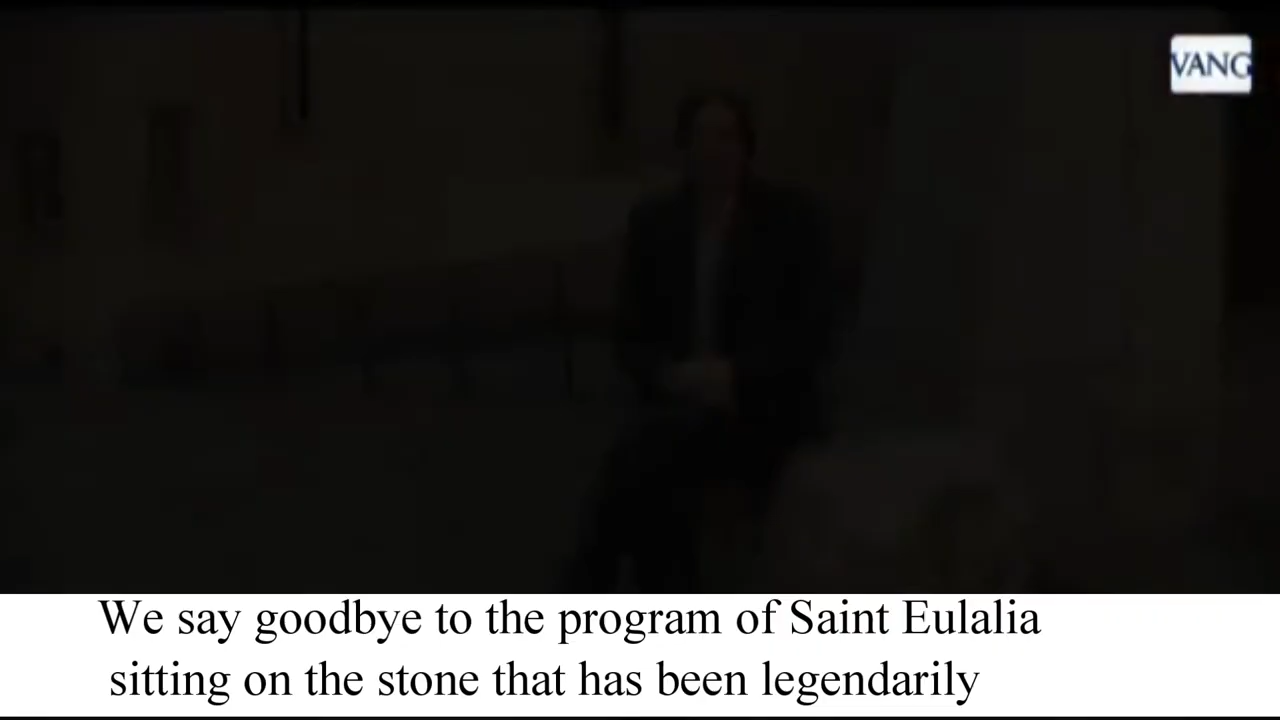 VANG
We say goodbye to the program of Saint Eulalia
sitting on the stone that has been legendarily